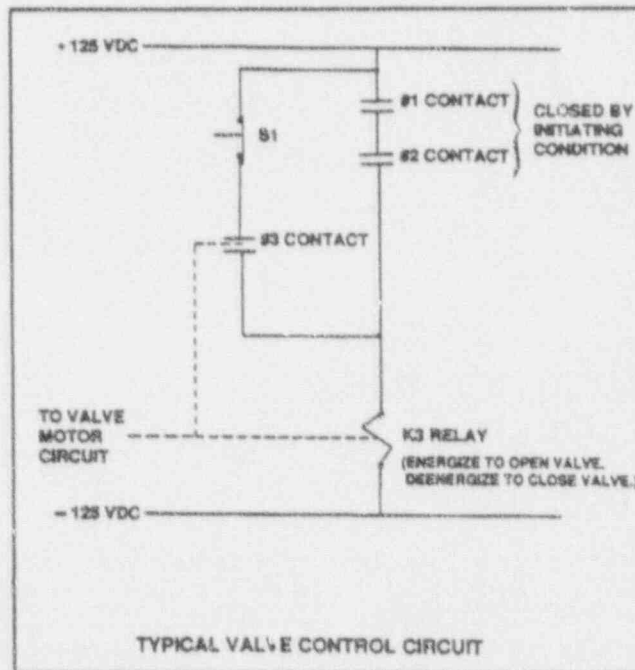 + 125 VDC
#1 CONTACT
CLOSED BY
INITIATING
CONDITION
S1
#2 CONTACT
#3 CONTACT
TO VALVE
MOTOR
CIRCUIT
K3 RELAY
(ENERGIZE TO OPEN VALVE.
DEENERGIZE TO CLOSE VALVE.)
- 125 VDC
TYPICAL VALVE CONTROL CIRCUIT